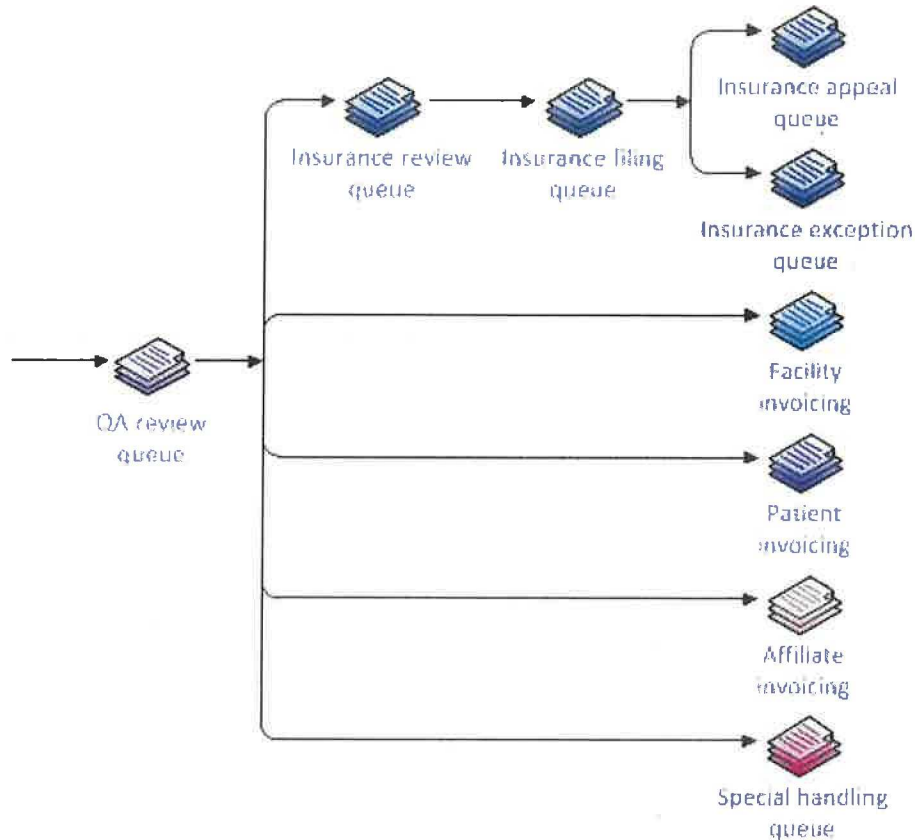 Insurance appeal
queue
Insurance review
queue
Insurance filing
queue
Insurance exception
queue
Facility
invoicing
QA review
queue
Patient
invoicing
Affiliate
invoicing
Special handling
queue